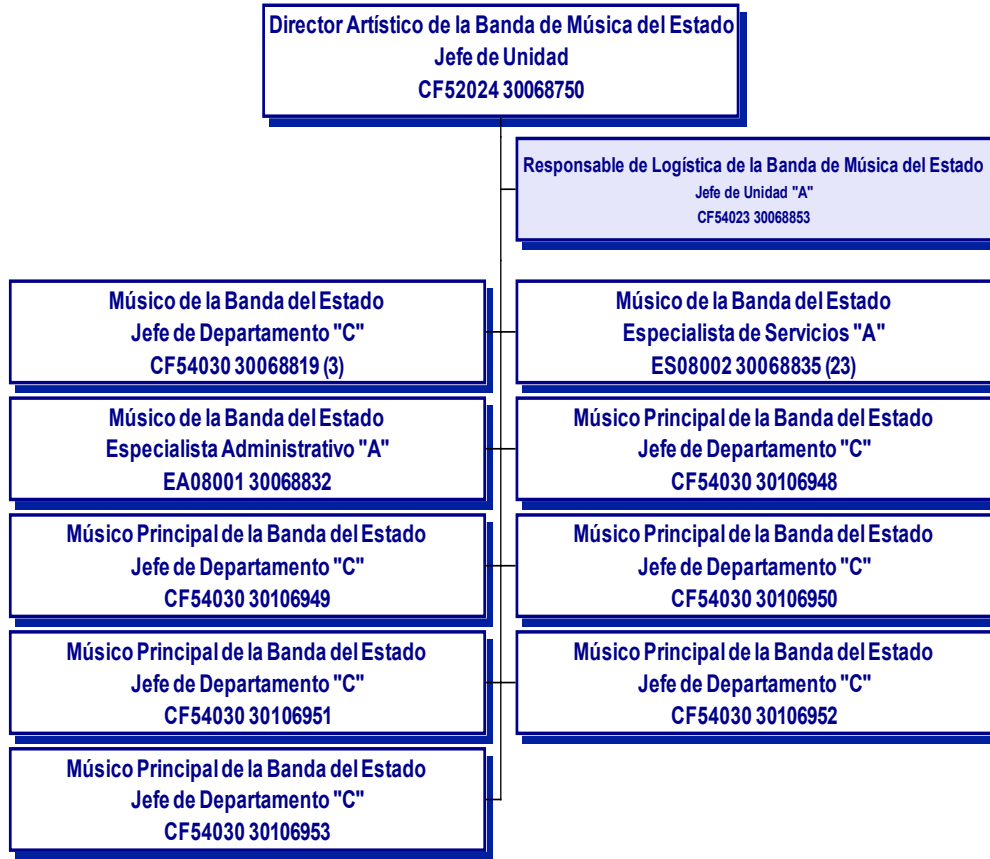 Director Artístico de la Banda de Música del Estado
Jefe de Unidad
CF52024 30068750
Responsable de Logística de la Banda de Música del Estado
Jefe de Unidad "A"
CF54023 30068853
Músico de la Banda del Estado
Jefe de Departamento "C"
CF54030 30068819 (3)
Músico de la Banda del Estado
Especialista de Servicios "A"
ES08002 30068835 (23)
Músico de la Banda del Estado
Especialista Administrativo "A"
EA08001 30068832
Músico Principal de la Banda del Estado
Jefe de Departamento "C"
CF54030 30106948
Músico Principal de la Banda del Estado
Jefe de Departamento "C"
CF54030 30106949
Músico Principal de la Banda del Estado
Jefe de Departamento "C"
CF54030 30106950
Músico Principal de la Banda del Estado
Jefe de Departamento "C"
CF54030 30106951
Músico Principal de la Banda del Estado
Jefe de Departamento "C"
CF54030 30106952
Músico Principal de la Banda del Estado
Jefe de Departamento "C"
CF54030 30106953